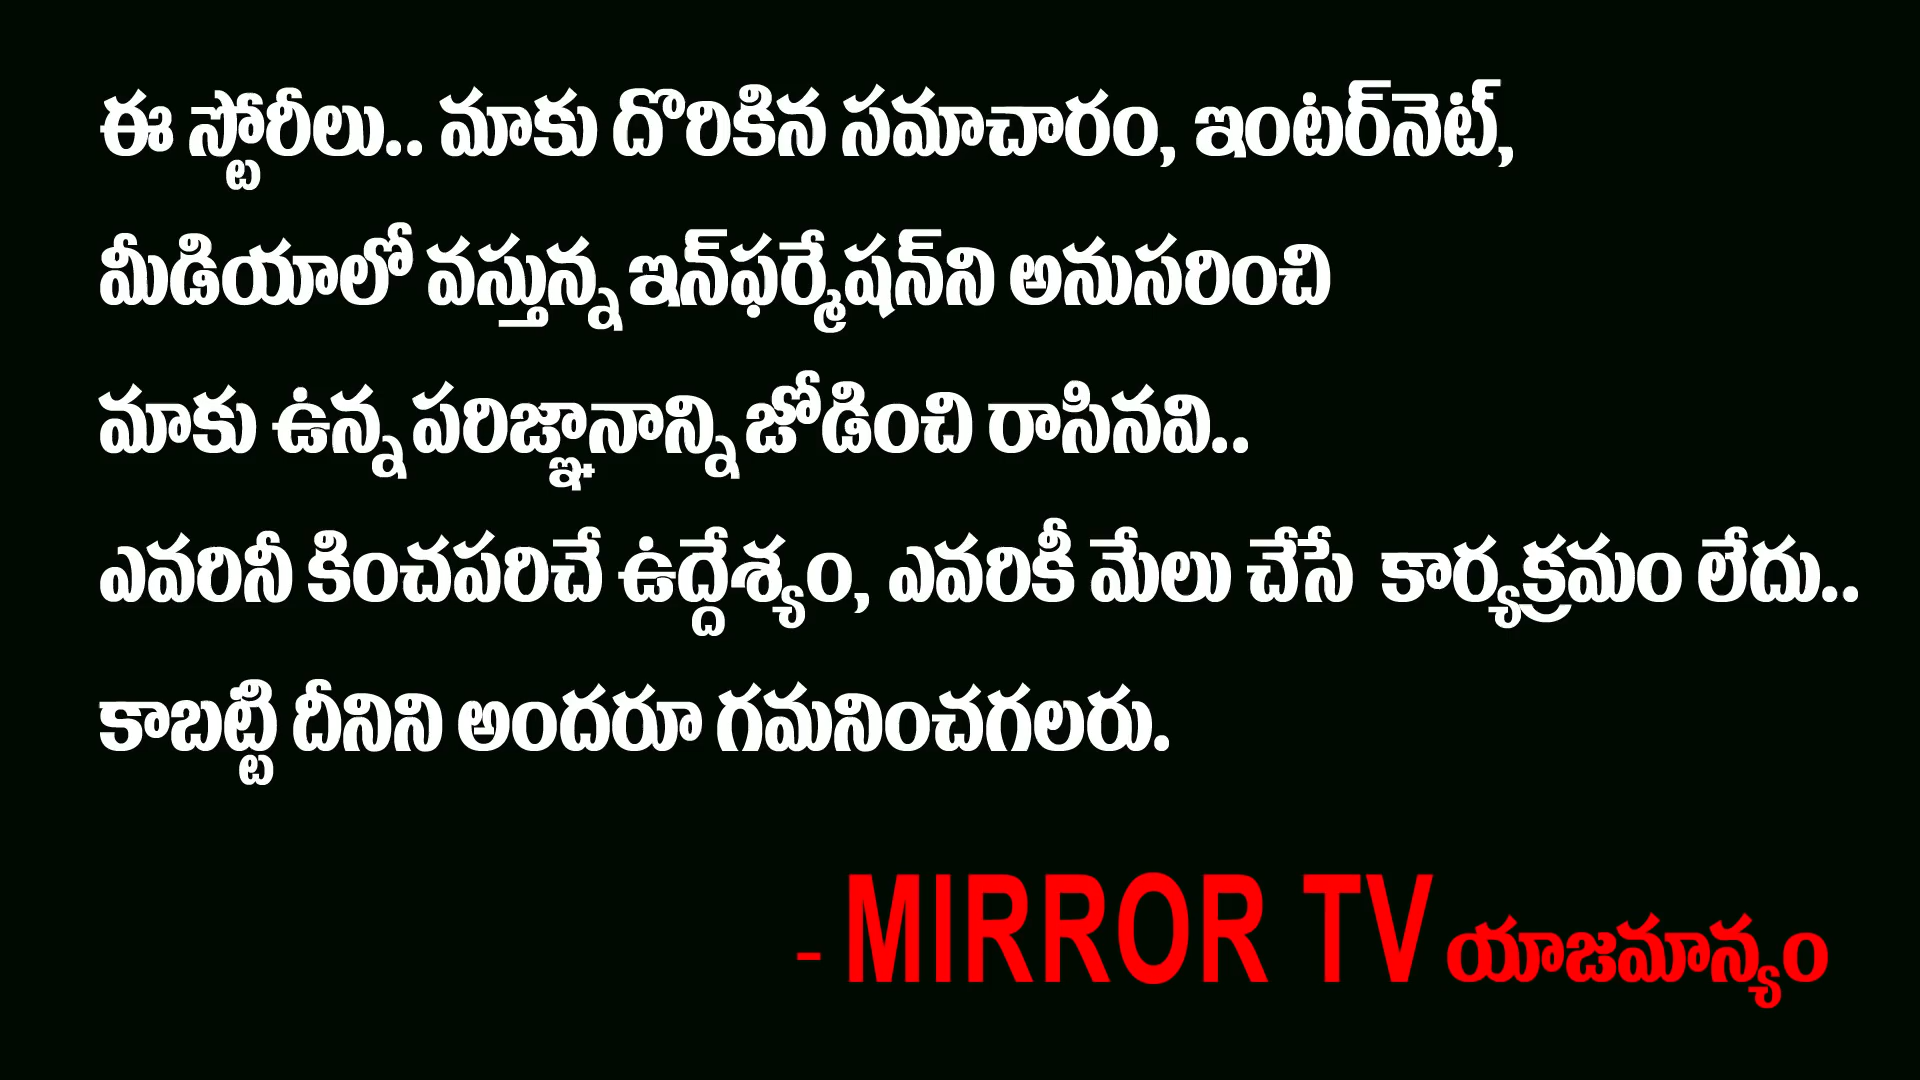 ఈ స్టోరీలు.. మాకు దొరికిన సమాచారం, ఇంటర్‌నెట్,
మీడియాలో వస్తున్న ఇన్‌ఫర్మేషన్‌ని అనుసరించి
మాకు ఉన్న పరిజ్ఞానాన్ని జోడించి రాసినవి..
ఎవరినీ కించపరిచే ఉద్దేశ్యం, ఎవరికీ మేలు చేసే కార్యక్రమం లేదు..
కాబట్టి దీనిని అందరూ గమనించగలరు.
- MIRROR TV యాజమాన్యం